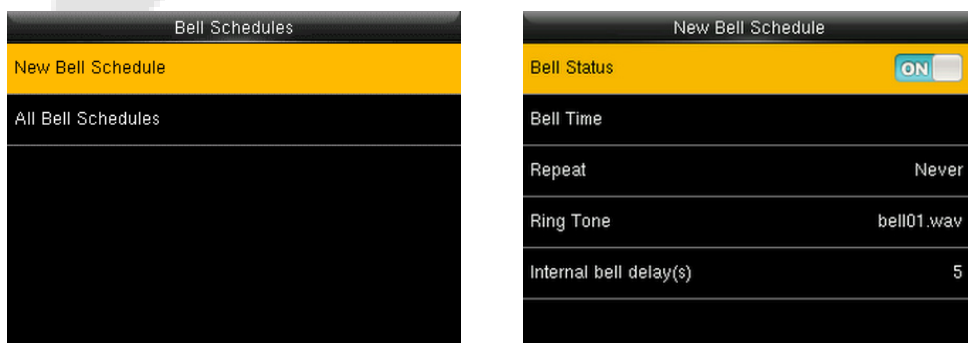 Bell Schedules
New Bell Schedule
All Bell Schedules
New Bell Schedule
Bell Status ON
Bell Time
Repeat Never
Ring Tone bell01.wav
Internal bell delay(s) 5